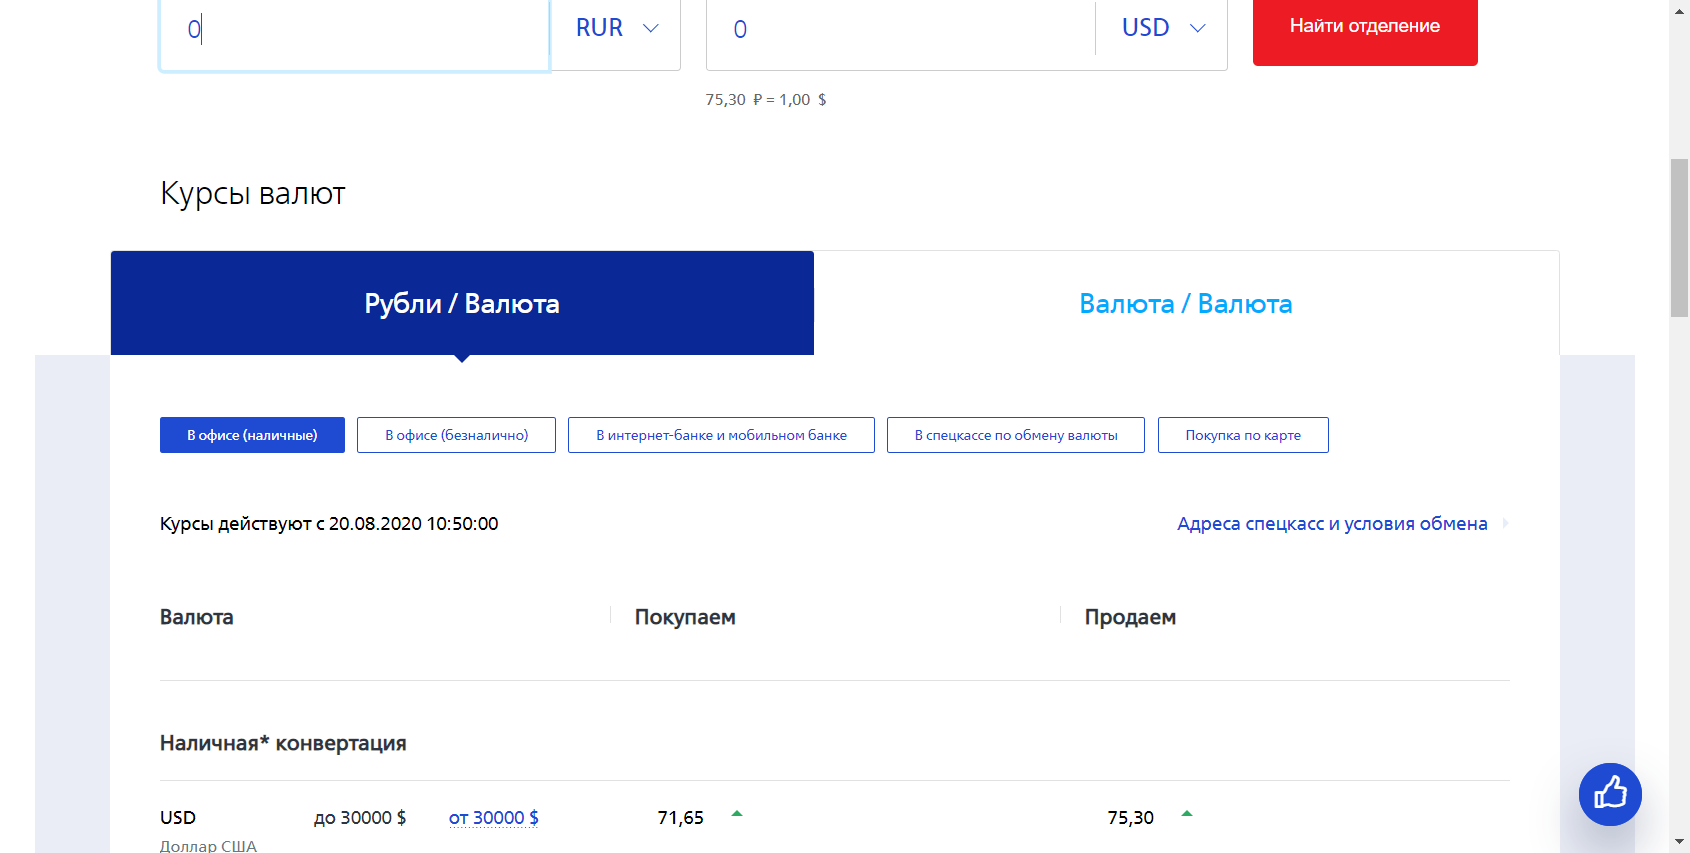 0 RUR 0 USD Найти отделение
75,30 ₽ = 1,00 $
Курсы валют
Рубли / Валюта Валюта / Валюта
В офисе (наличные) В офисе (безналично) В интернет-банке и мобильном банке В спецкассе по обмену валюты Покупка по карте
Курсы действуют с 20.08.2020 10:50:00 Адреса спецкасс и условия обмена
Валюта Покупаем Продаем
Наличная* конвертация
USD до 30000 $ от 30000 $ 71,65 75,30
Доллар США